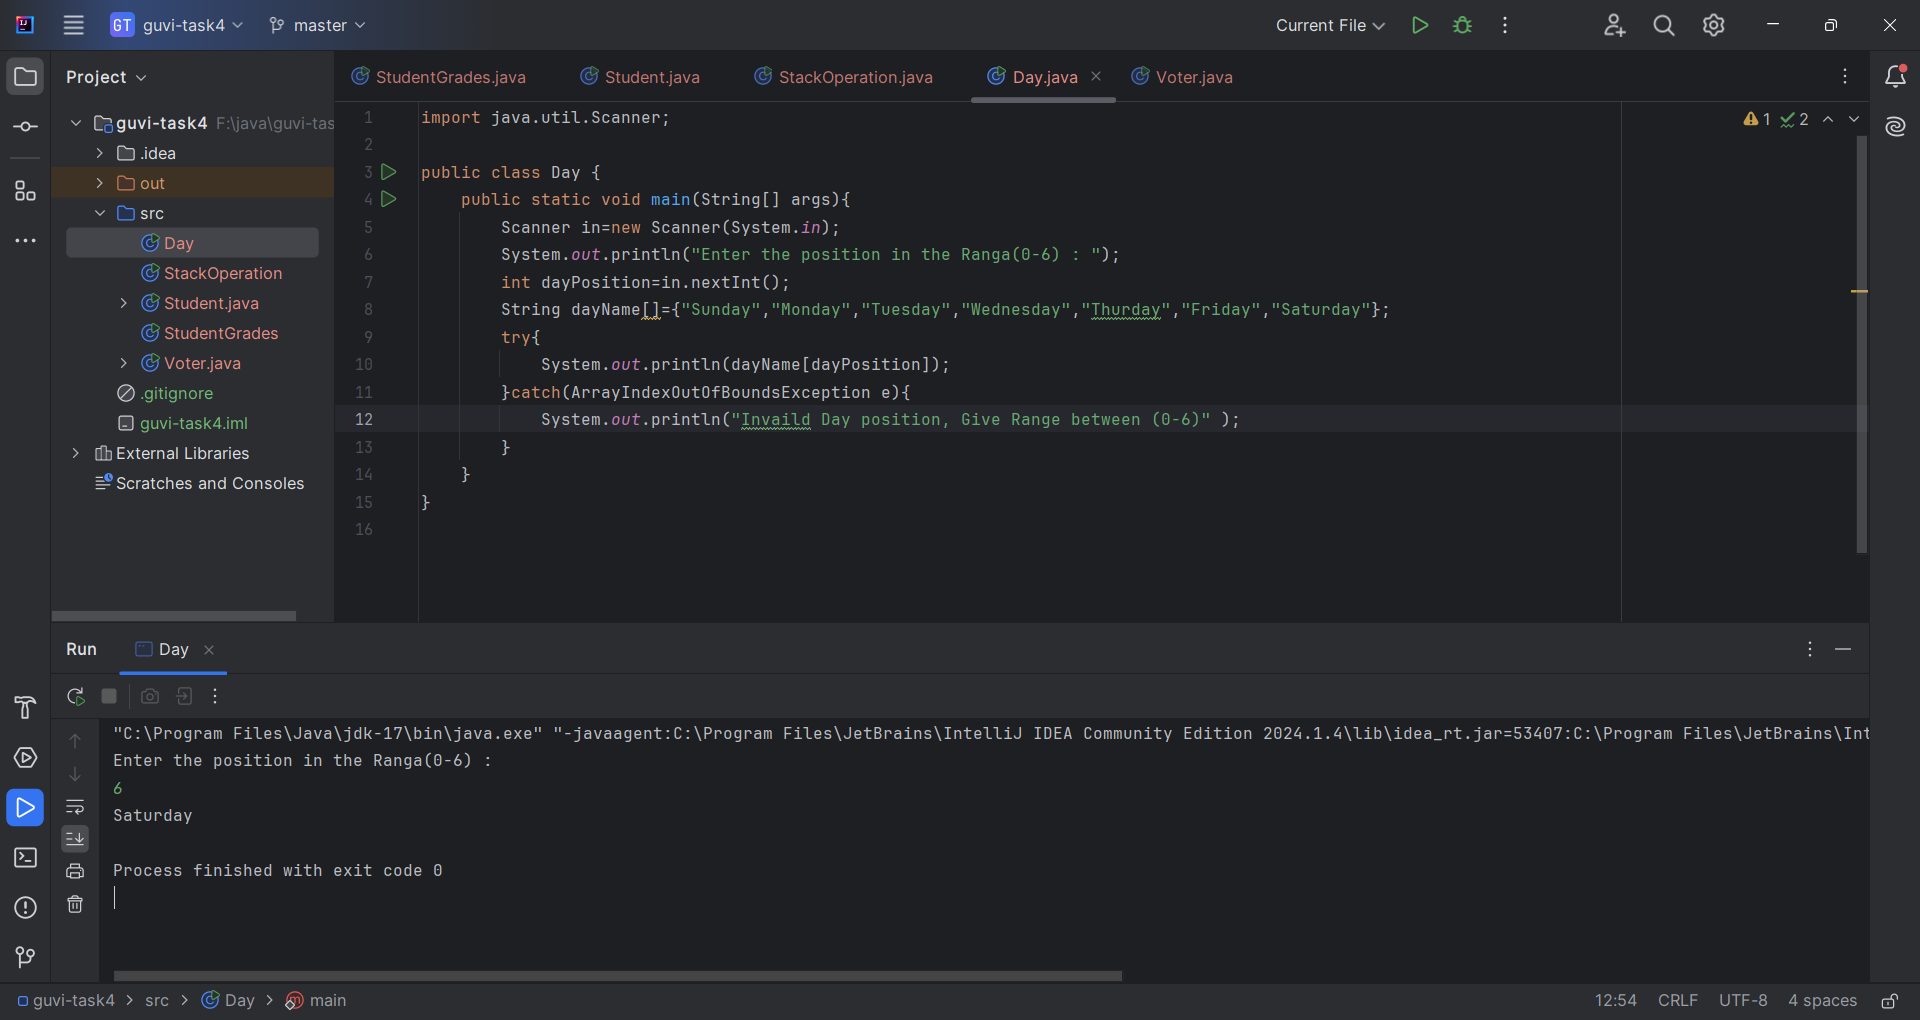 GT guvi-task4 master Current File
Project
StudentGrades.java Student.java StackOperation.java Day.java Voter.java
guvi-task4 F:\java\guvi-tas
.idea
out
src
Day
StackOperation
Student.java
StudentGrades
Voter.java
.gitignore
guvi-task4.iml
External Libraries
Scratches and Consoles
1 import java.util.Scanner;
2
3 public class Day {
4 public static void main(String[] args){
5 Scanner in=new Scanner(System.in);
6 System.out.println("Enter the position in the Ranga(0-6) : ");
7 int dayPosition=in.nextInt();
8 String dayName[]={"Sunday","Monday","Tuesday","Wednesday","Thurday","Friday","Saturday"};
9 try{
10 System.out.println(dayName[dayPosition]);
11 }catch(ArrayIndexOutOfBoundsException e){
12 System.out.println("Invaild Day position, Give Range between (0-6)" );
13 }
14 }
15 }
16
1 2
Run Day
"C:\Program Files\Java\jdk-17\bin\java.exe" "-javaagent:C:\Program Files\JetBrains\IntelliJ IDEA Community Edition 2024.1.4\lib\idea_rt.jar=53407:C:\Program Files\JetBrains\Int
Enter the position in the Ranga(0-6) :
6
Saturday
Process finished with exit code 0
guvi-task4 > src > Day > main 12:54 CRLF UTF-8 4 spaces